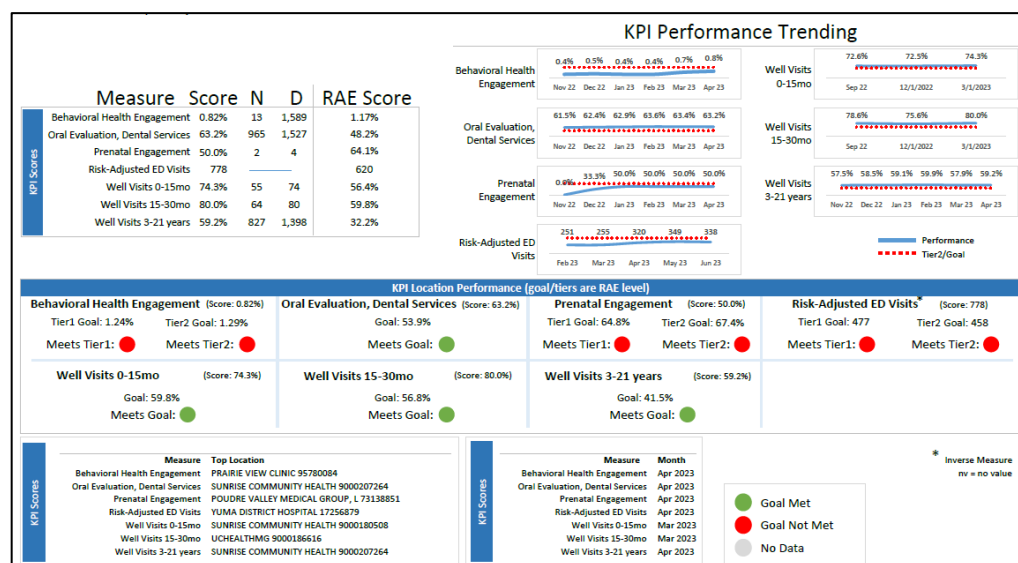 KPI Performance Trending
Measure Score N D RAE Score
KPI Scores
Behavioral Health Engagement 0.82% 13 1,589 1.17%
Oral Evaluation, Dental Services 63.2% 965 1,527 48.2%
Prenatal Engagement 50.0% 2 4 64.1%
Risk-Adjusted ED Visits 778 620
Well Visits 0-15mo 74.3% 55 74 56.4%
Well Visits 15-30mo 80.0% 64 80 59.8%
Well Visits 3-21 years 59.2% 827 1,398 32.2%
Behavioral Health
Engagement
0.4% 0.5% 0.4% 0.4% 0.7% 0.8%
Nov 22 Dec 22 Jan 23 Feb 23 Mar 23 Apr 23
Well Visits
0-15mo
72.6% 72.5% 74.3%
Sep 22 12/1/2022 3/1/2023
Oral Evaluation,
Dental Services
61.5% 62.4% 62.9% 63.6% 63.4% 63.2%
Nov 22 Dec 22 Jan 23 Feb 23 Mar 23 Apr 23
Well Visits
15-30mo
78.6% 75.6% 80.0%
Sep 22 12/1/2022 3/1/2023
Prenatal
Engagement
0.0% 33.3% 50.0% 50.0% 50.0% 50.0%
Nov 22 Dec 22 Jan 23 Feb 23 Mar 23 Apr 23
Well Visits
3-21 years
57.5% 58.5% 59.1% 59.9% 57.9% 59.2%
Nov 22 Dec 22 Jan 23 Feb 23 Mar 23 Apr 23
Risk-Adjusted ED
Visits
251 255 320 349 338
Feb 23 Mar 23 Apr 23 May 23 Jun 23
Performance
Tier2/Goal
KPI Location Performance (goal/tiers are RAE level)
Behavioral Health Engagement (Score: 0.82%)
Tier1 Goal: 1.24% Tier2 Goal: 1.29%
Meets Tier1: Meets Tier2:
Oral Evaluation, Dental Services (Score: 63.2%)
Goal: 53.9%
Meets Goal:
Prenatal Engagement (Score: 50.0%)
Tier1 Goal: 64.8% Tier2 Goal: 67.4%
Meets Tier1: Meets Tier2:
Risk-Adjusted ED Visits* (Score: 778)
Tier1 Goal: 477 Tier2 Goal: 458
Meets Tier1: Meets Tier2:
Well Visits 0-15mo (Score: 74.3%)
Goal: 59.8%
Meets Goal:
Well Visits 15-30mo (Score: 80.0%)
Goal: 56.8%
Meets Goal:
Well Visits 3-21 years (Score: 59.2%)
Goal: 41.5%
Meets Goal:
KPI Scores
Measure Top Location
Behavioral Health Engagement PRAIRIE VIEW CLINIC 95780084
Oral Evaluation, Dental Services SUNRISE COMMUNITY HEALTH 9000207264
Prenatal Engagement POUDRE VALLEY MEDICAL GROUP, L 73138851
Risk-Adjusted ED Visits YUMA DISTRICT HOSPITAL 17256879
Well Visits 0-15mo SUNRISE COMMUNITY HEALTH 9000180508
Well Visits 15-30mo UCHEALTHMG 9000186616
Well Visits 3-21 years SUNRISE COMMUNITY HEALTH 9000207264
KPI Scores
Measure Month
Behavioral Health Engagement Apr 2023
Oral Evaluation, Dental Services Apr 2023
Prenatal Engagement Apr 2023
Risk-Adjusted ED Visits Apr 2023
Well Visits 0-15mo Mar 2023
Well Visits 15-30mo Mar 2023
Well Visits 3-21 years Apr 2023
* Inverse Measure
nv = no value
Goal Met
Goal Not Met
No Data